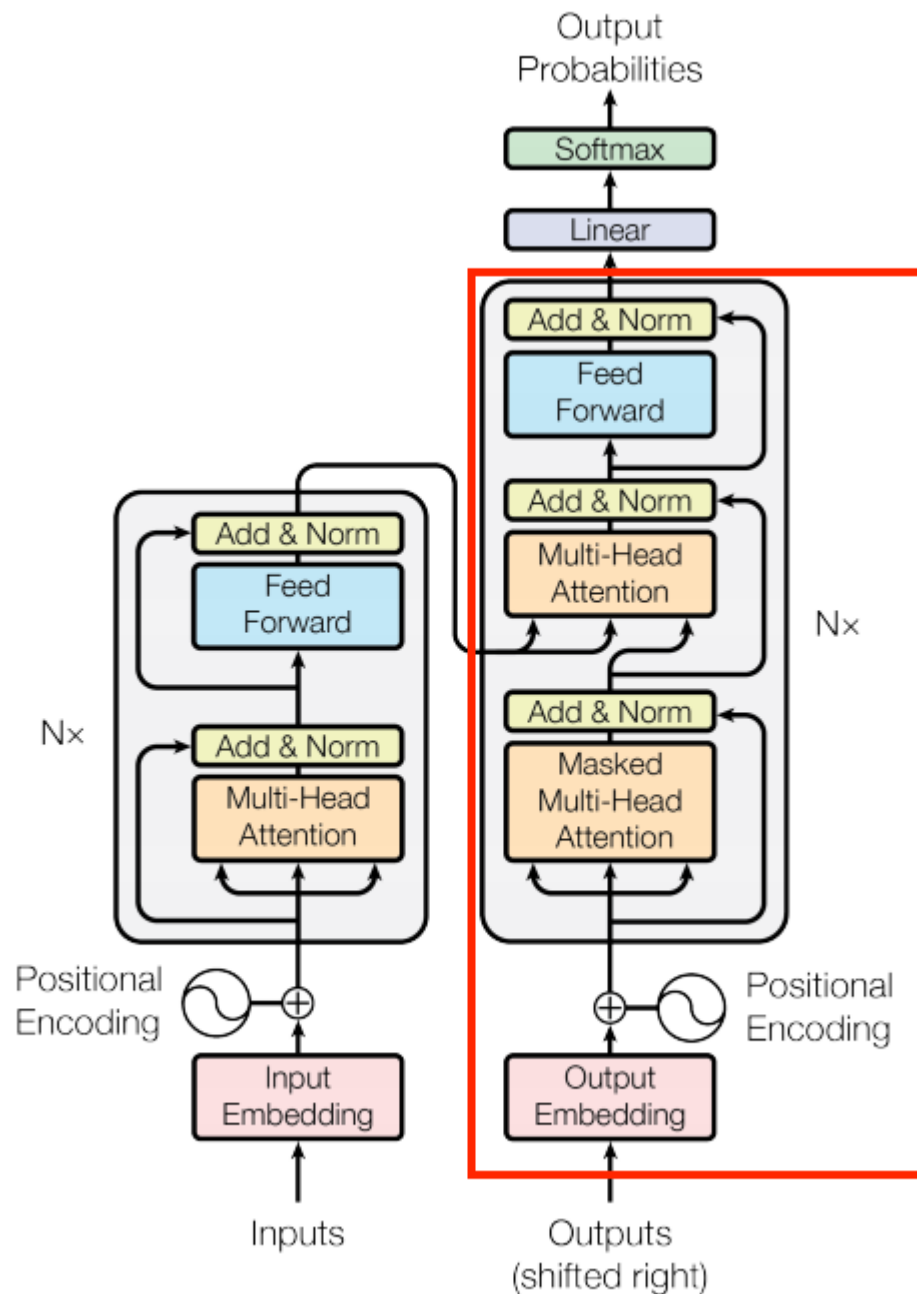 Output
Probabilities
Softmax
Linear
Add & Norm
Feed
Forward
Add & Norm
Multi-Head
Attention
Add & Norm
Masked
Multi-Head
Attention
Nx
Positional
Encoding
Output
Embedding
Outputs
(shifted right)
Add & Norm
Feed
Forward
Add & Norm
Multi-Head
Attention
Nx
Positional
Encoding
Input
Embedding
Inputs